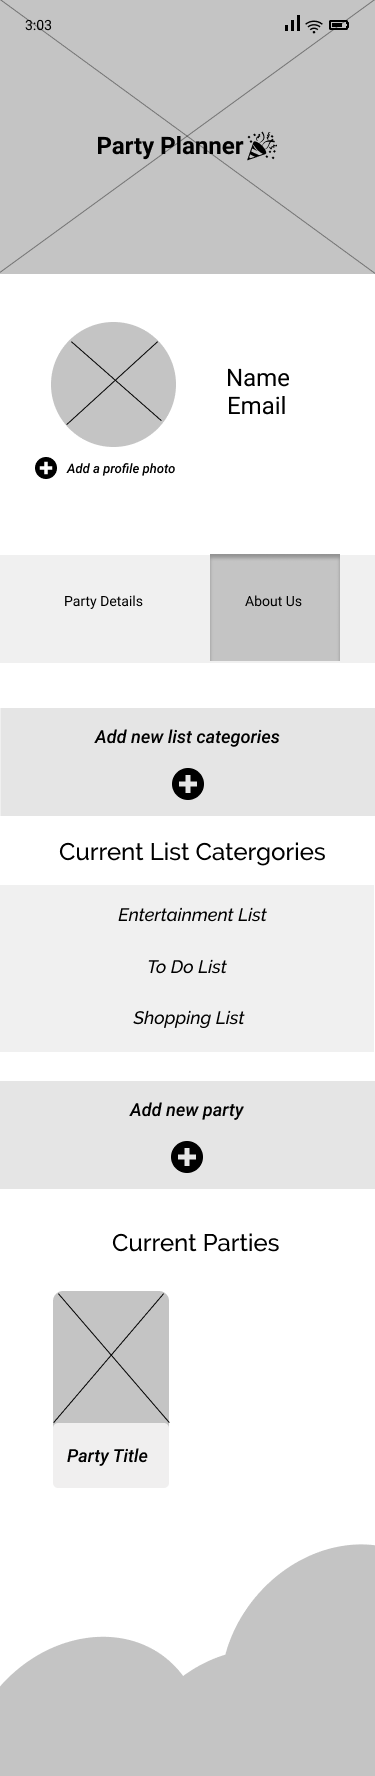 3:03
Party Planner
Name
Email
Add a profile photo
Party Details
About Us
Add new list categories
Current List Catergories
Entertainment List
To Do List
Shopping List
Add new party
Current Parties
Party Title